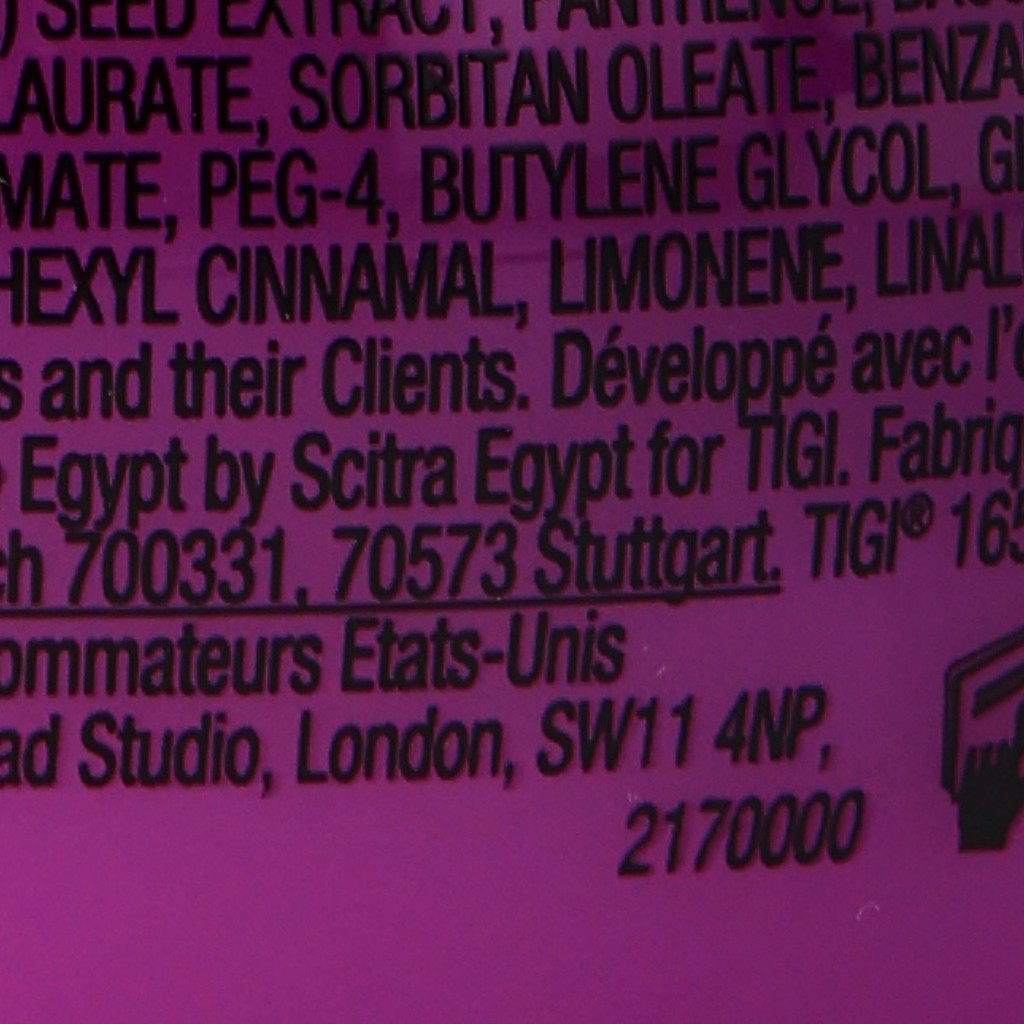 ) SEED EXTRACT,
LAURATE, SORBITAN OLEATE, BENZA
MATE, PEG-4, BUTYLENE GLYCOL,
HEXYL CINNAMAL, LIMONENE, LINAL
s and their Clients. Développé avec l'
Egypt by Scitra Egypt for TIGI. Fabriq
ch 700331, 70573 Stuttgart. TIGI® 165
ommateurs Etats-Unis
ad Studio, London, SW11 4NP,
2170000